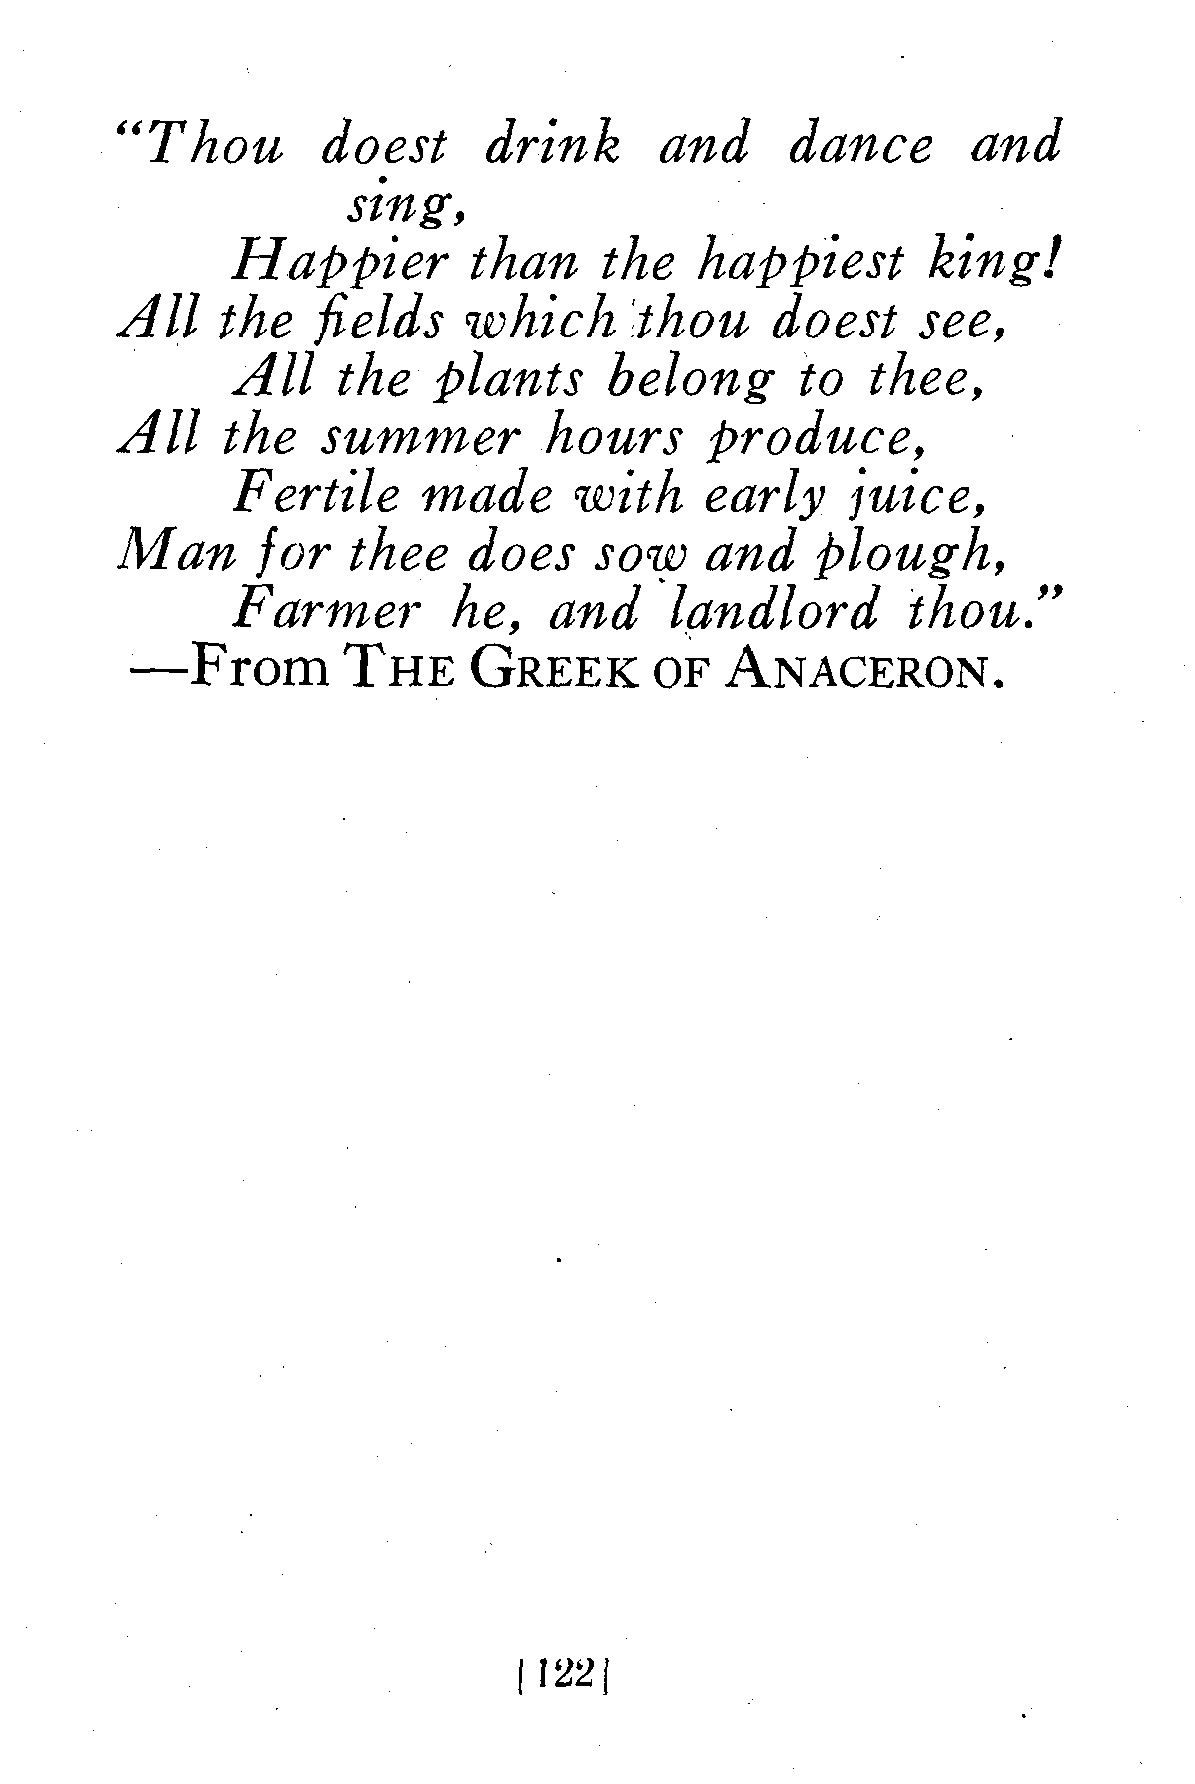 “Thou doest drink and dance and
sing,
Happier than the happiest king!
All the fields which thou doest see,
All the plants belong to thee,
All the summer hours produce,
Fertile made with early juice,
Man for thee does sow and plough,
Farmer he, and landlord thou.”
—From THE GREEK OF ANACERON.
[122]